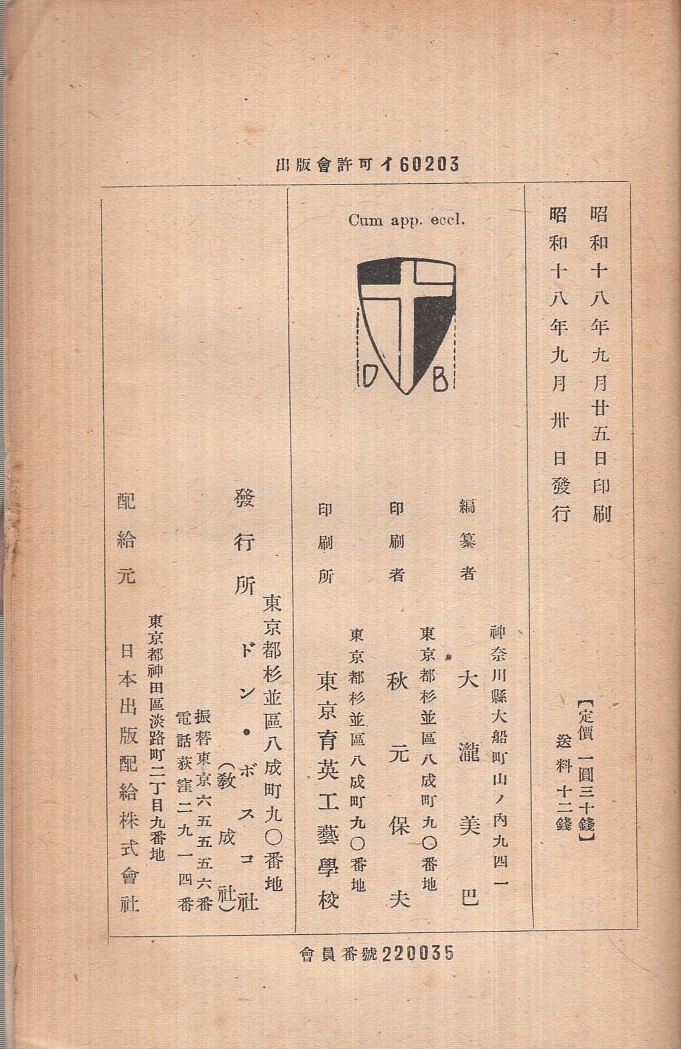 出版會許可イ60203
昭和十八年九月廿五日印刷
昭和十八年九月卅日發行
【定價一圓三十錢】
送料十二錢
Cum app. eccl.
D B
神奈川縣大船町山ノ內九四一
編纂者 大瀧美巴
東京都杉並區八成町九〇番地
印刷者 秋元保夫
東京都杉並區八成町九〇番地
印刷所 東京育英工藝學校
東京都杉並區八成町九〇番地
發行所 ドン・ボスコ社
（敎成社）
振替東京六五五五六番
電話荻窪二九一四番
東京都神田區淡路町二丁目九番地
配給元 日本出版配給株式會社
會員番號220035